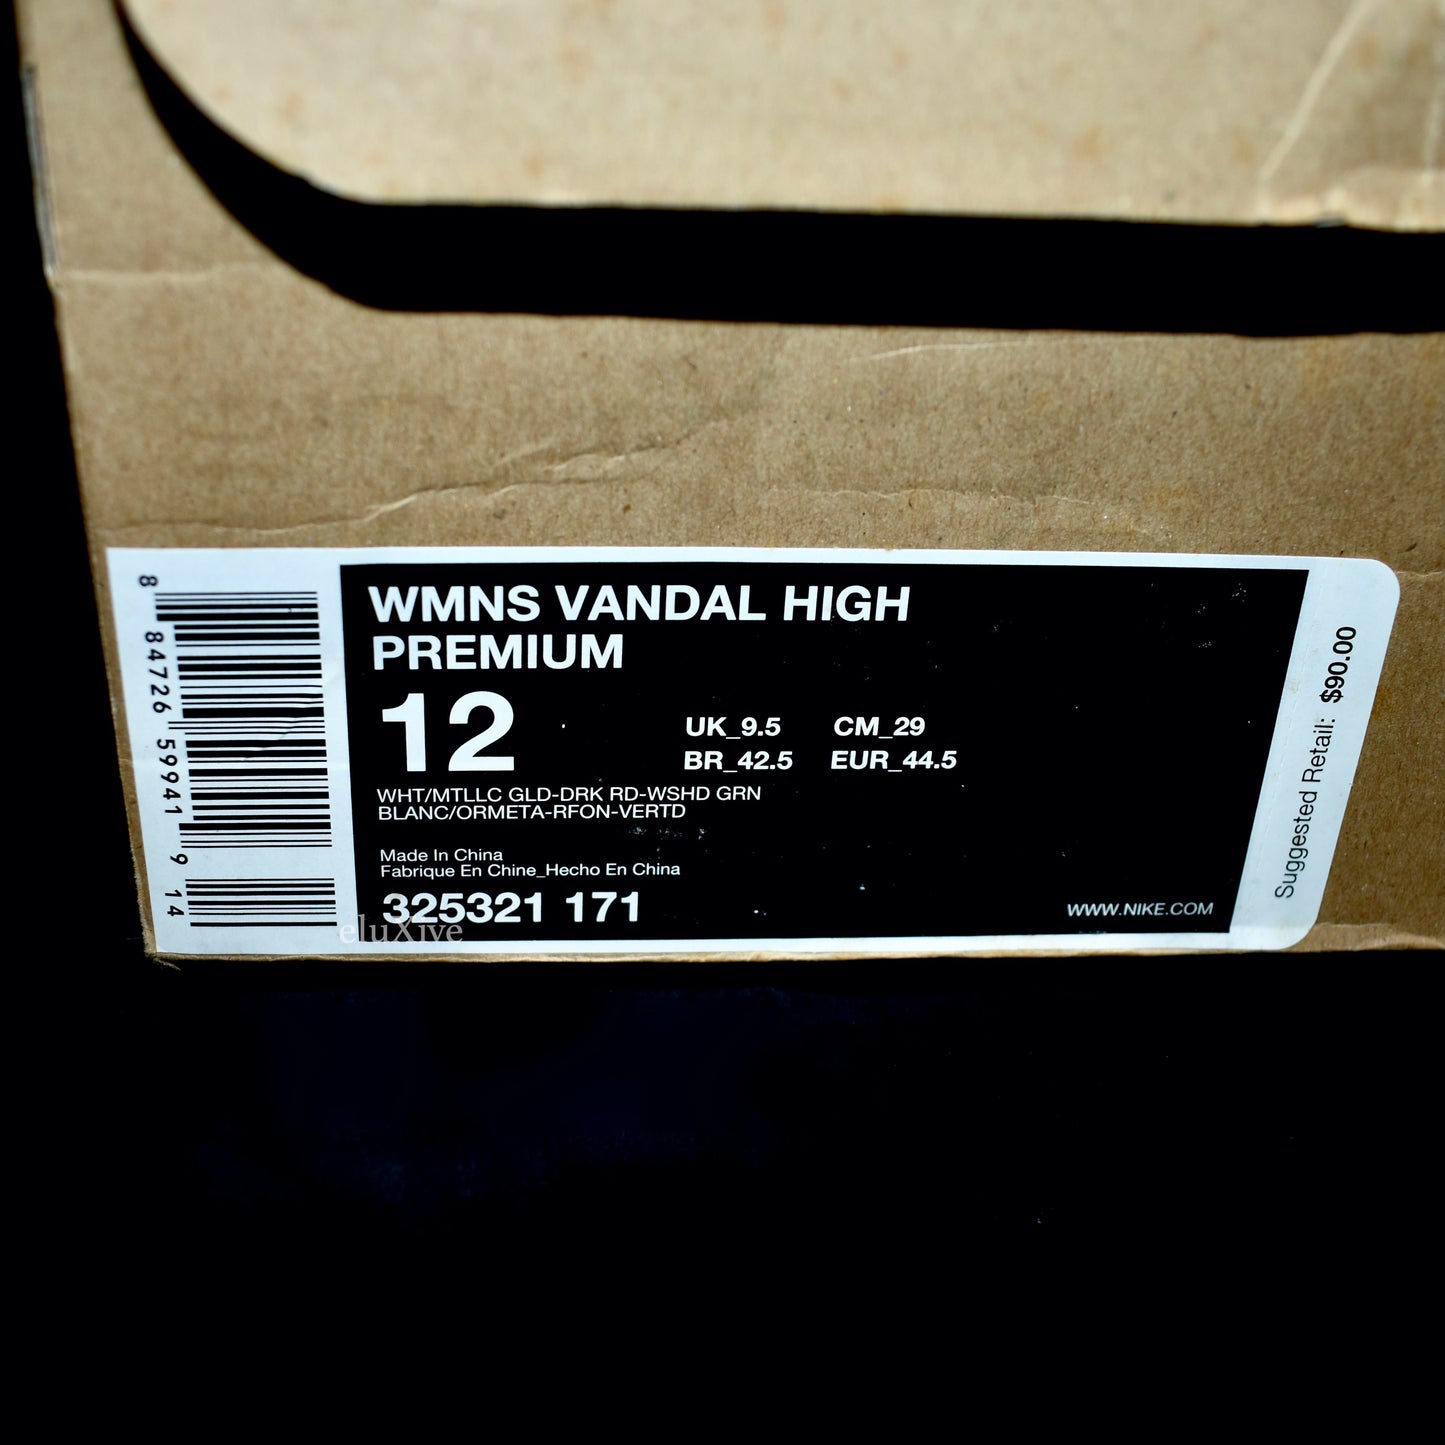 WMNS VANDAL HIGH
PREMIUM
12
UK_9.5 CM_29
BR_42.5 EUR_44.5
WHT/MTLLC GLD-DRK RD-WSHD GRN
BLANC/ORMETA-RFON-VERTD
Made In China
Fabrique En Chine_Hecho En China
325321 171
WWW.NIKE.COM
8 84726 59941 9 14
Suggested Retail: $90.00
eluXive